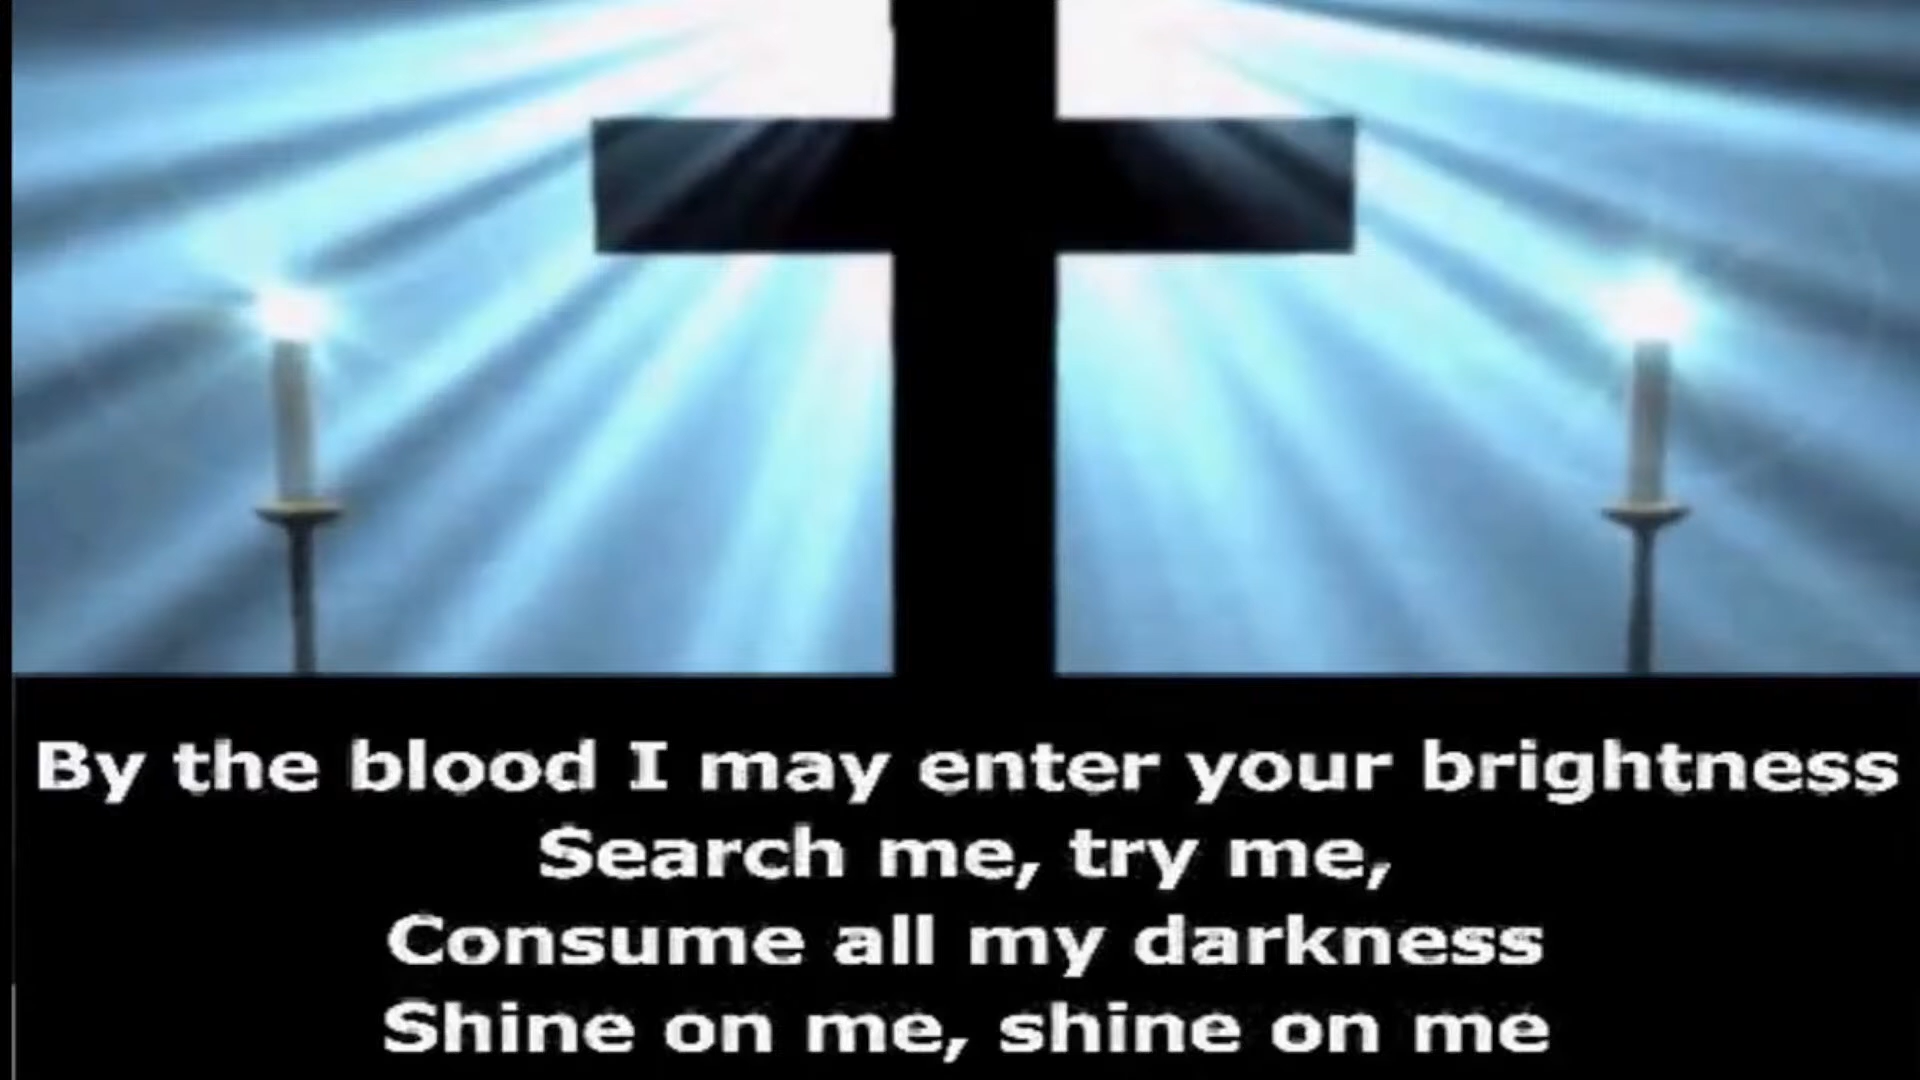 By the blood I may enter your brightness
Search me, try me,
Consume all my darkness
Shine on me, shine on me